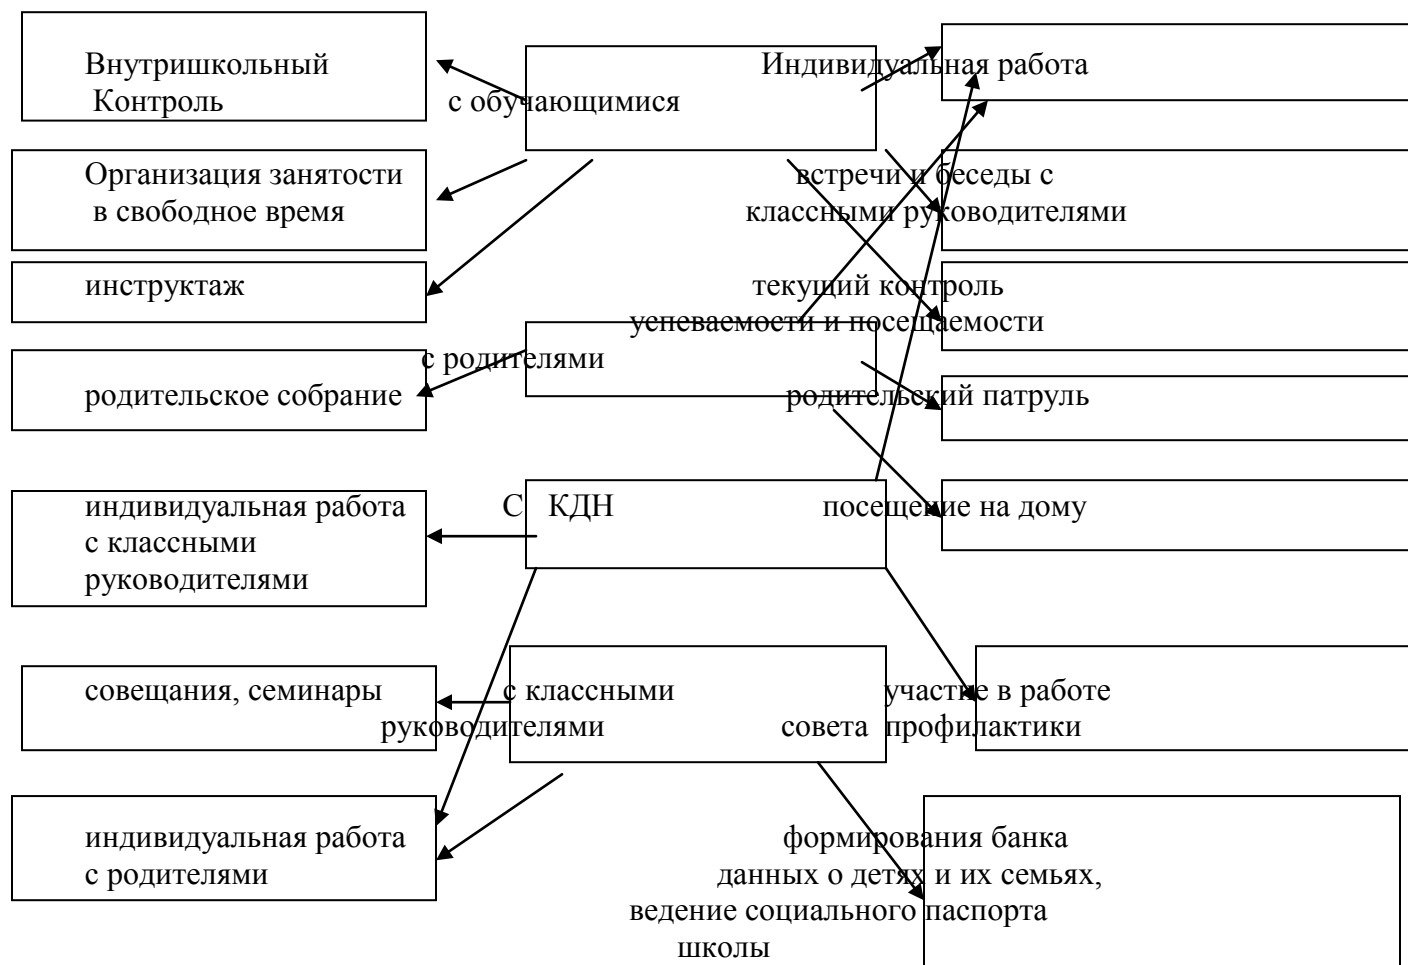 Внутришкольный Индивидуальная работа
Контроль с обучающимися
Организация занятости встречи и беседы с
в свободное время классными руководителями
инструктаж текущий контроль
успеваемости и посещаемости
с родителями
родительское собрание родительский патруль
индивидуальная работа С КДН посещение на дому
с классными
руководителями
совещания, семинары с классными участие в работе
руководителями совета профилактики
индивидуальная работа формирования банка
с родителями данных о детях и их семьях,
ведение социального паспорта
школы